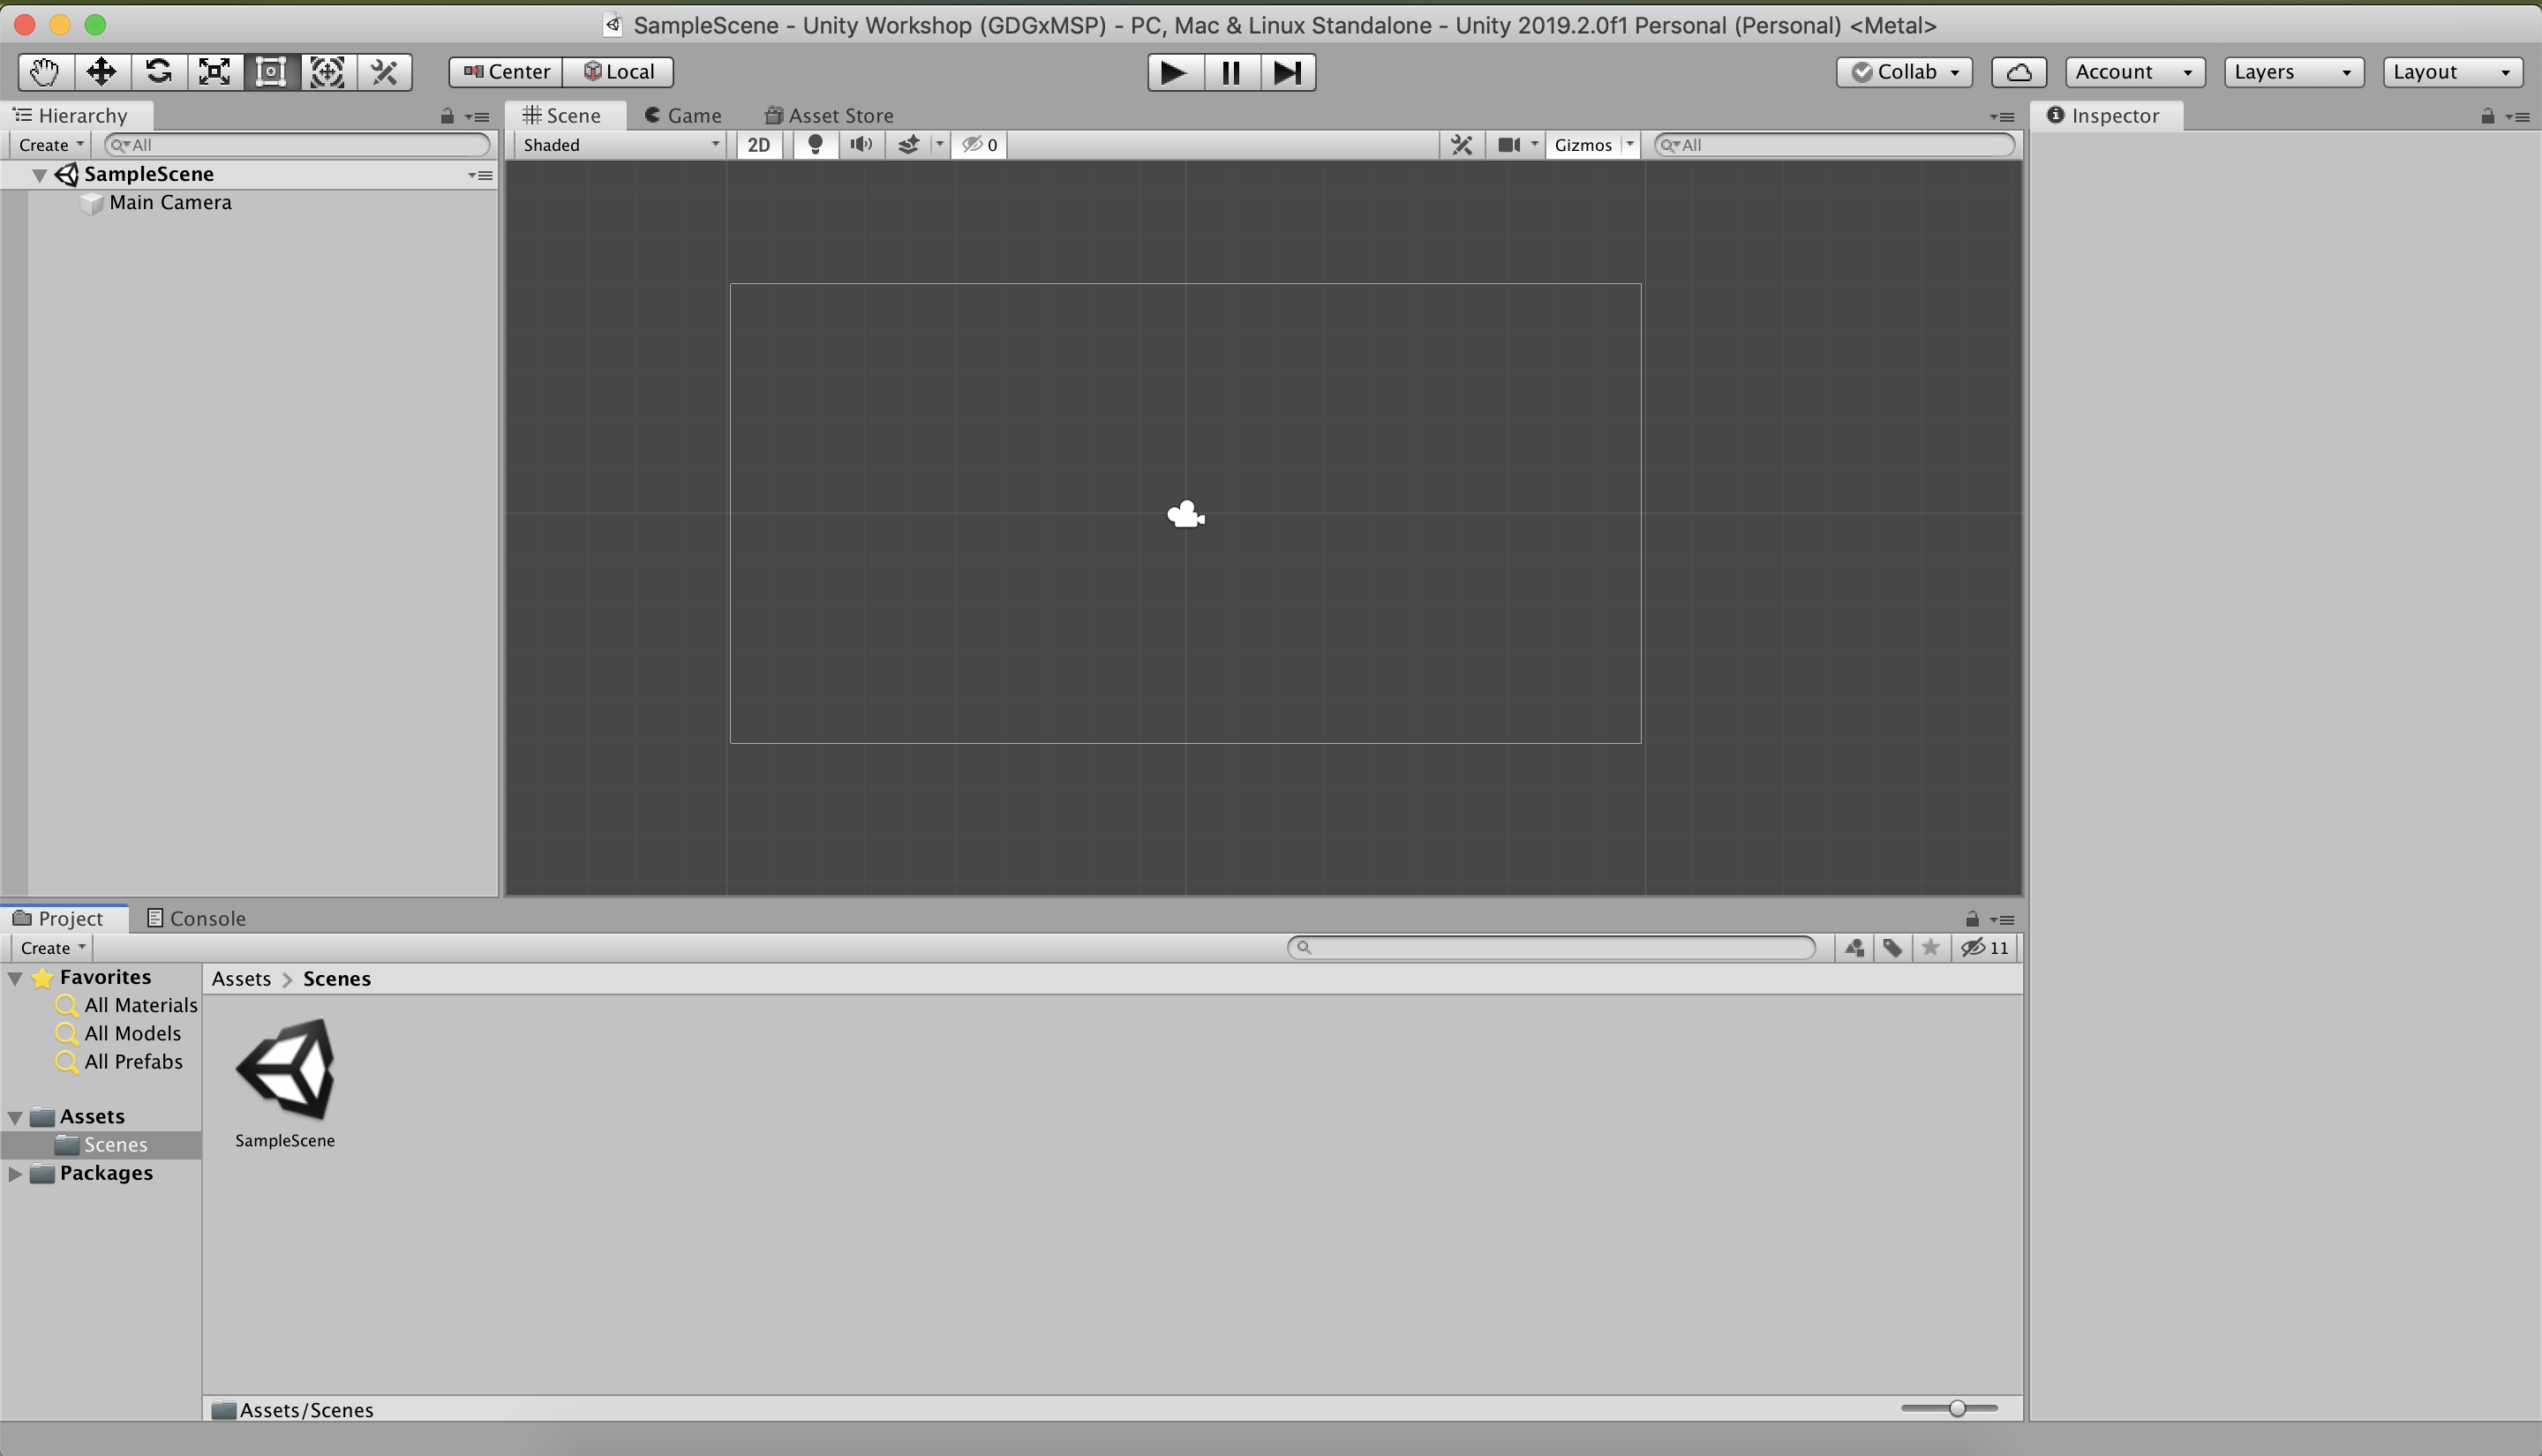 SampleScene - Unity Workshop (GDGxMSP) - PC, Mac & Linux Standalone - Unity 2019.2.0f1 Personal (Personal) <Metal>
Center Local Collab Account Layers Layout
Hierarchy
Create All
SampleScene
Main Camera
Scene Game Asset Store
Shaded 2D 0 Gizmos All
Inspector
Project Console
Create 11
Favorites
All Materials
All Models
All Prefabs
Assets
Scenes
Packages
Assets > Scenes
SampleScene
Assets/Scenes